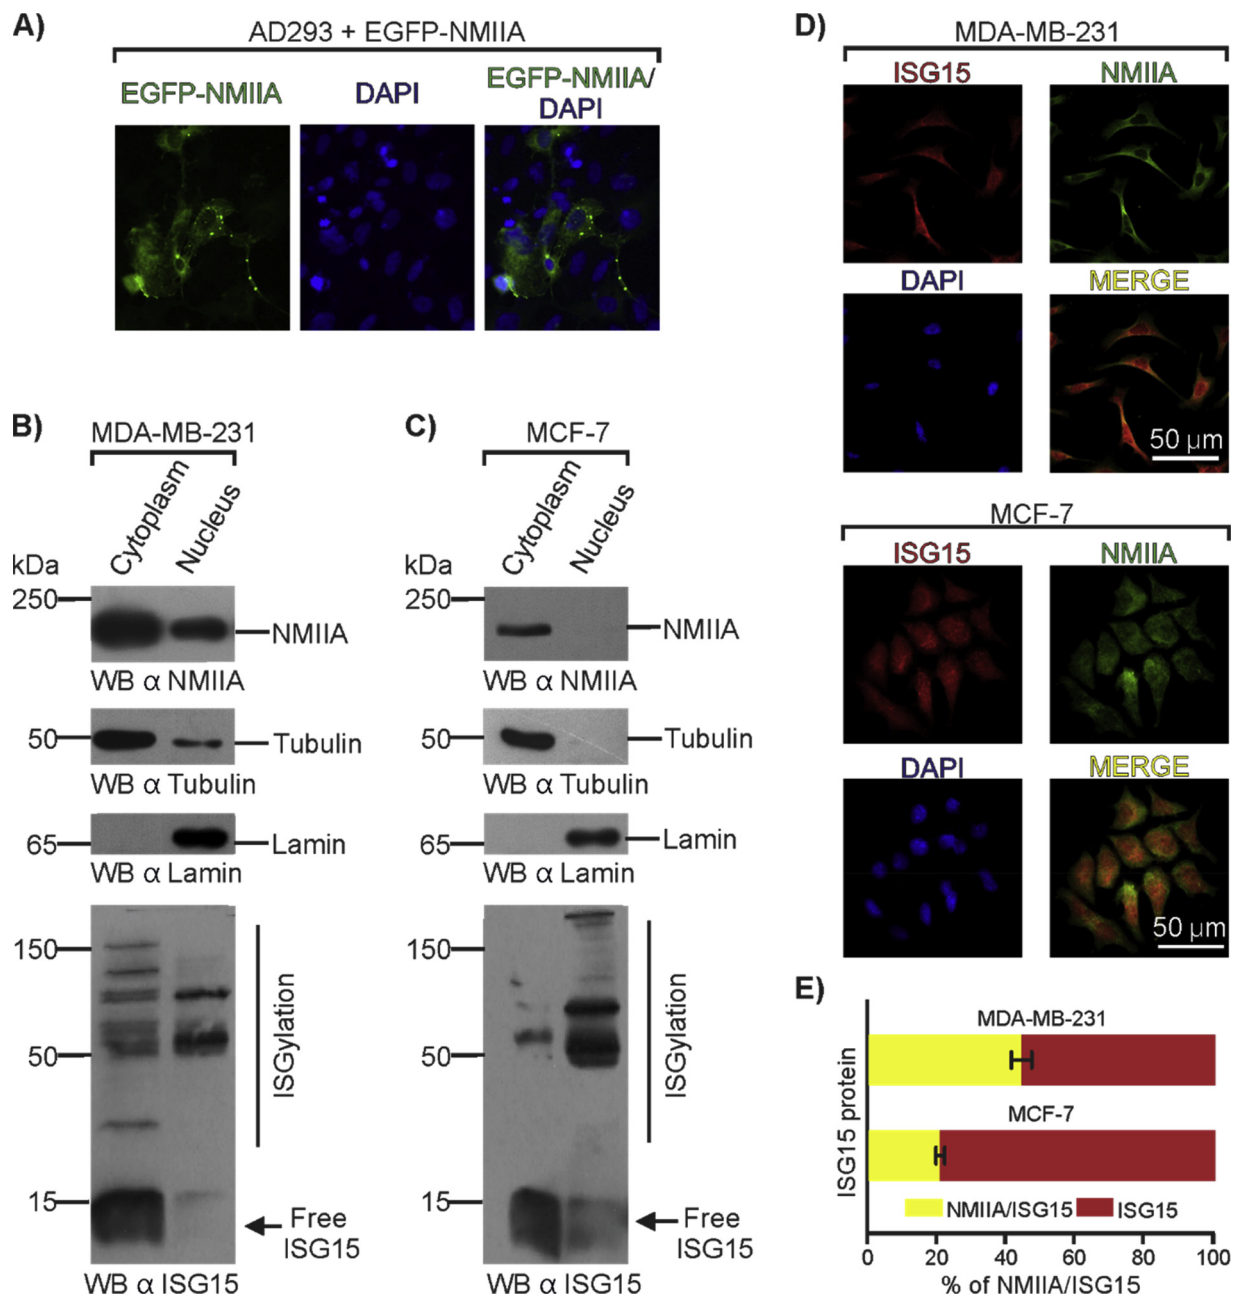 A)
AD293 + EGFP-NMIIA
EGFP-NMIIA
DAPI
EGFP-NMIIA/
DAPI
B)
MDA-MB-231
Cytoplasm
Nucleus
kDa
250
NMIIA
WB α NMIIA
50
Tubulin
WB α Tubulin
65
Lamin
WB α Lamin
150
50
15
ISGylation
Free
ISG15
WB α ISG15
C)
MCF-7
Cytoplasm
Nucleus
kDa
250
NMIIA
WB α NMIIA
50
Tubulin
WB α Tubulin
65
Lamin
WB α Lamin
150
50
15
ISGylation
Free
ISG15
WB α ISG15
D)
MDA-MB-231
ISG15
NMIIA
DAPI
MERGE
50 µm
MCF-7
ISG15
NMIIA
DAPI
MERGE
50 µm
E)
MDA-MB-231
MCF-7
ISG15 protein
NMIIA/ISG15
ISG15
0 20 40 60 80 100
% of NMIIA/ISG15